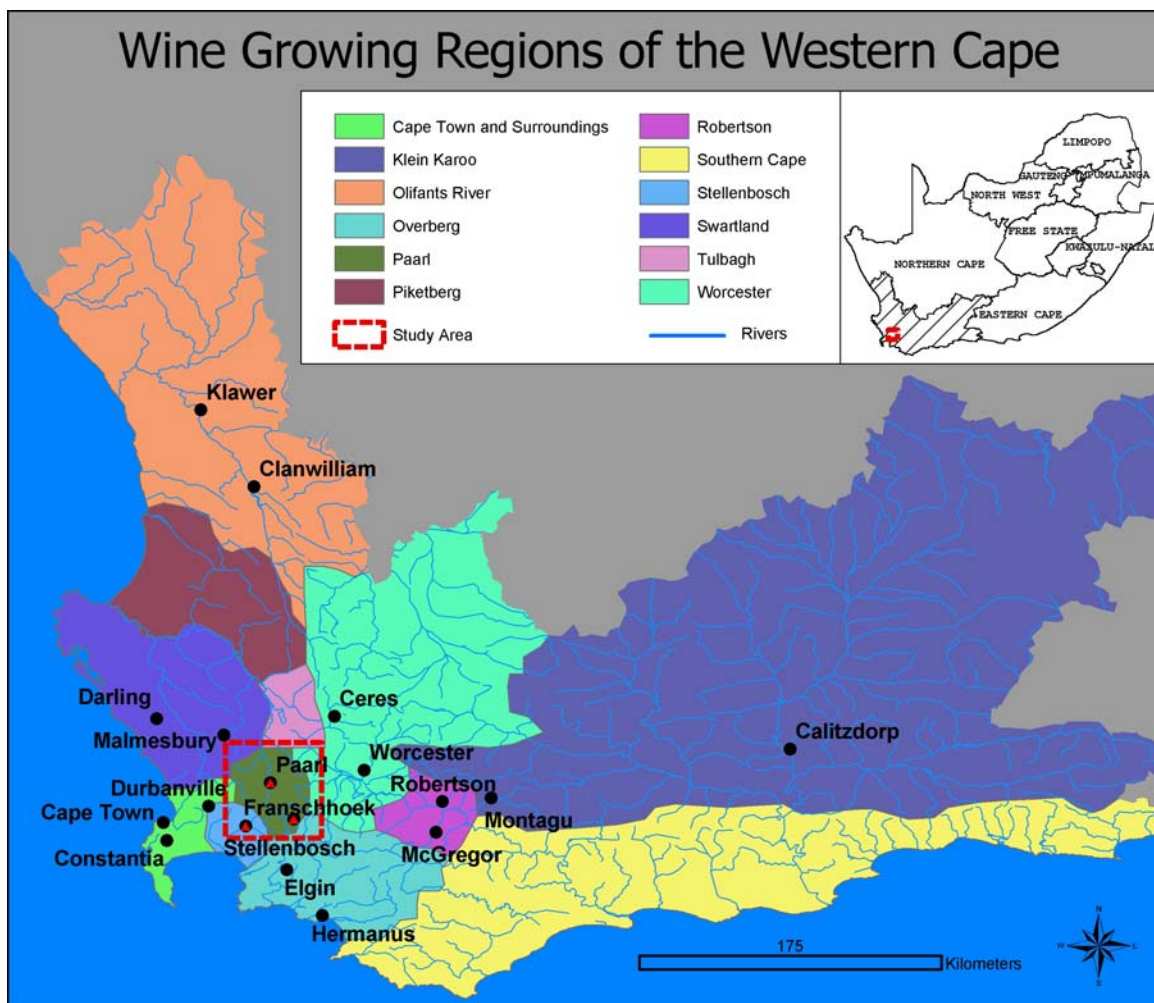 Wine Growing Regions of the Western Cape
Cape Town and Surroundings
Klein Karoo
Olifants River
Overberg
Paarl
Piketberg
Study Area
Robertson
Southern Cape
Stellenbosch
Swartland
Tulbagh
Worcester
Rivers
LIMPOPO
GAUTENG
MPUMALANGA
NORTH WEST
FREE STATE
KWAZULU-NATAL
NORTHERN CAPE
EASTERN CAPE
Klawer
Clanwilliam
Darling
Malmesbury
Ceres
Calitzdorp
Worcester
Paarl
Durbanville
Robertson
Cape Town
Franschhoek
Montagu
Constantia
Stellenbosch
McGregor
Elgin
Hermanus
175
Kilometers
N
W
E
S